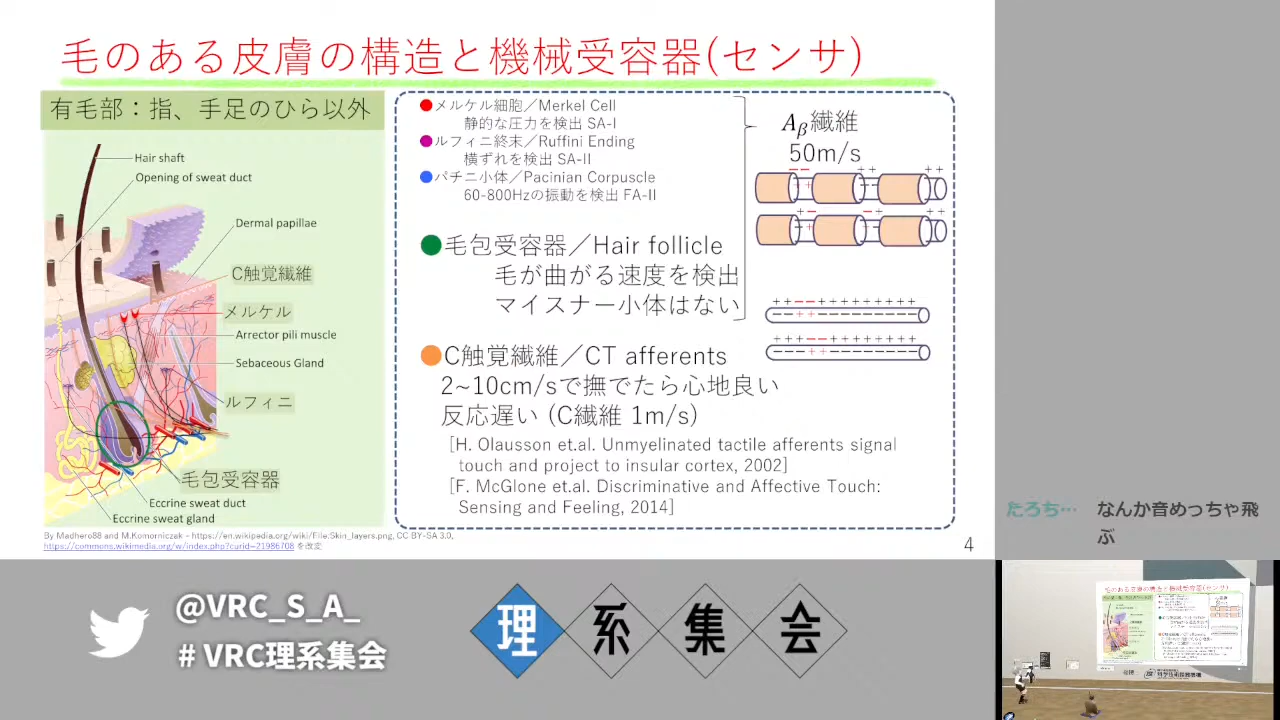 毛のある皮膚の構造と機械受容器(センサ)
有毛部：指、手足のひら以外
Hair shaft
Opening of sweat duct
Dermal papillae
C触覚繊維
メルケル
Arrector pili muscle
Sebaceous Gland
ルフィニ
毛包受容器
Eccrine sweat duct
Eccrine sweat gland
By Madhero88 and M.Komorniczak - https://en.wikipedia.org/wiki/File:Skin_layers.png, CC BY-SA 3.0,
https://commons.wikimedia.org/w/index.php?curid=21986708 を改変
メルケル細胞／Merkel Cell
静的な圧力を検出 SA-I
ルフィニ終末／Ruffini Ending
横ずれを検出 SA-II
パチニ小体／Pacinian Corpuscle
60-800Hzの振動を検出 FA-II
毛包受容器／Hair follicle
毛が曲がる速度を検出
マイスナー小体はない
C触覚繊維／CT afferents
2~10cm/sで撫でたら心地良い
反応遅い (C繊維 1m/s)
[H. Olausson et.al. Unmyelinated tactile afferents signal
touch and project to insular cortex, 2002]
[F. McGlone et.al. Discriminative and Affective Touch:
Sensing and Feeling, 2014]
Aβ繊維
50m/s
4
たろち… なんか音めっちゃ飛
ぶ
@VRC_S_A_
# VRC理系集会
理系集会